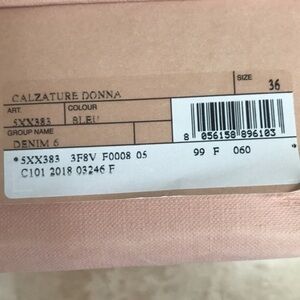 CALZATURE DONNA
SIZE 36
ART. COLOUR
5XX383 BLEU
GROUP NAME
DENIM 6
8 056158 896103
*5XX383 3F8V F0008 05 99 F 060
C101 2018 03246 F